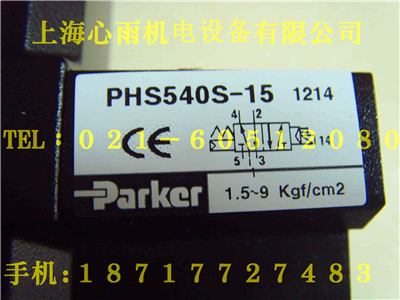 上海心雨机电设备有限公司
PHS540S-15 1214
TEL:021-60512080
CE
4 2
14
5 3
Parker
1.5~9 Kgf/cm2
手机:18717727483